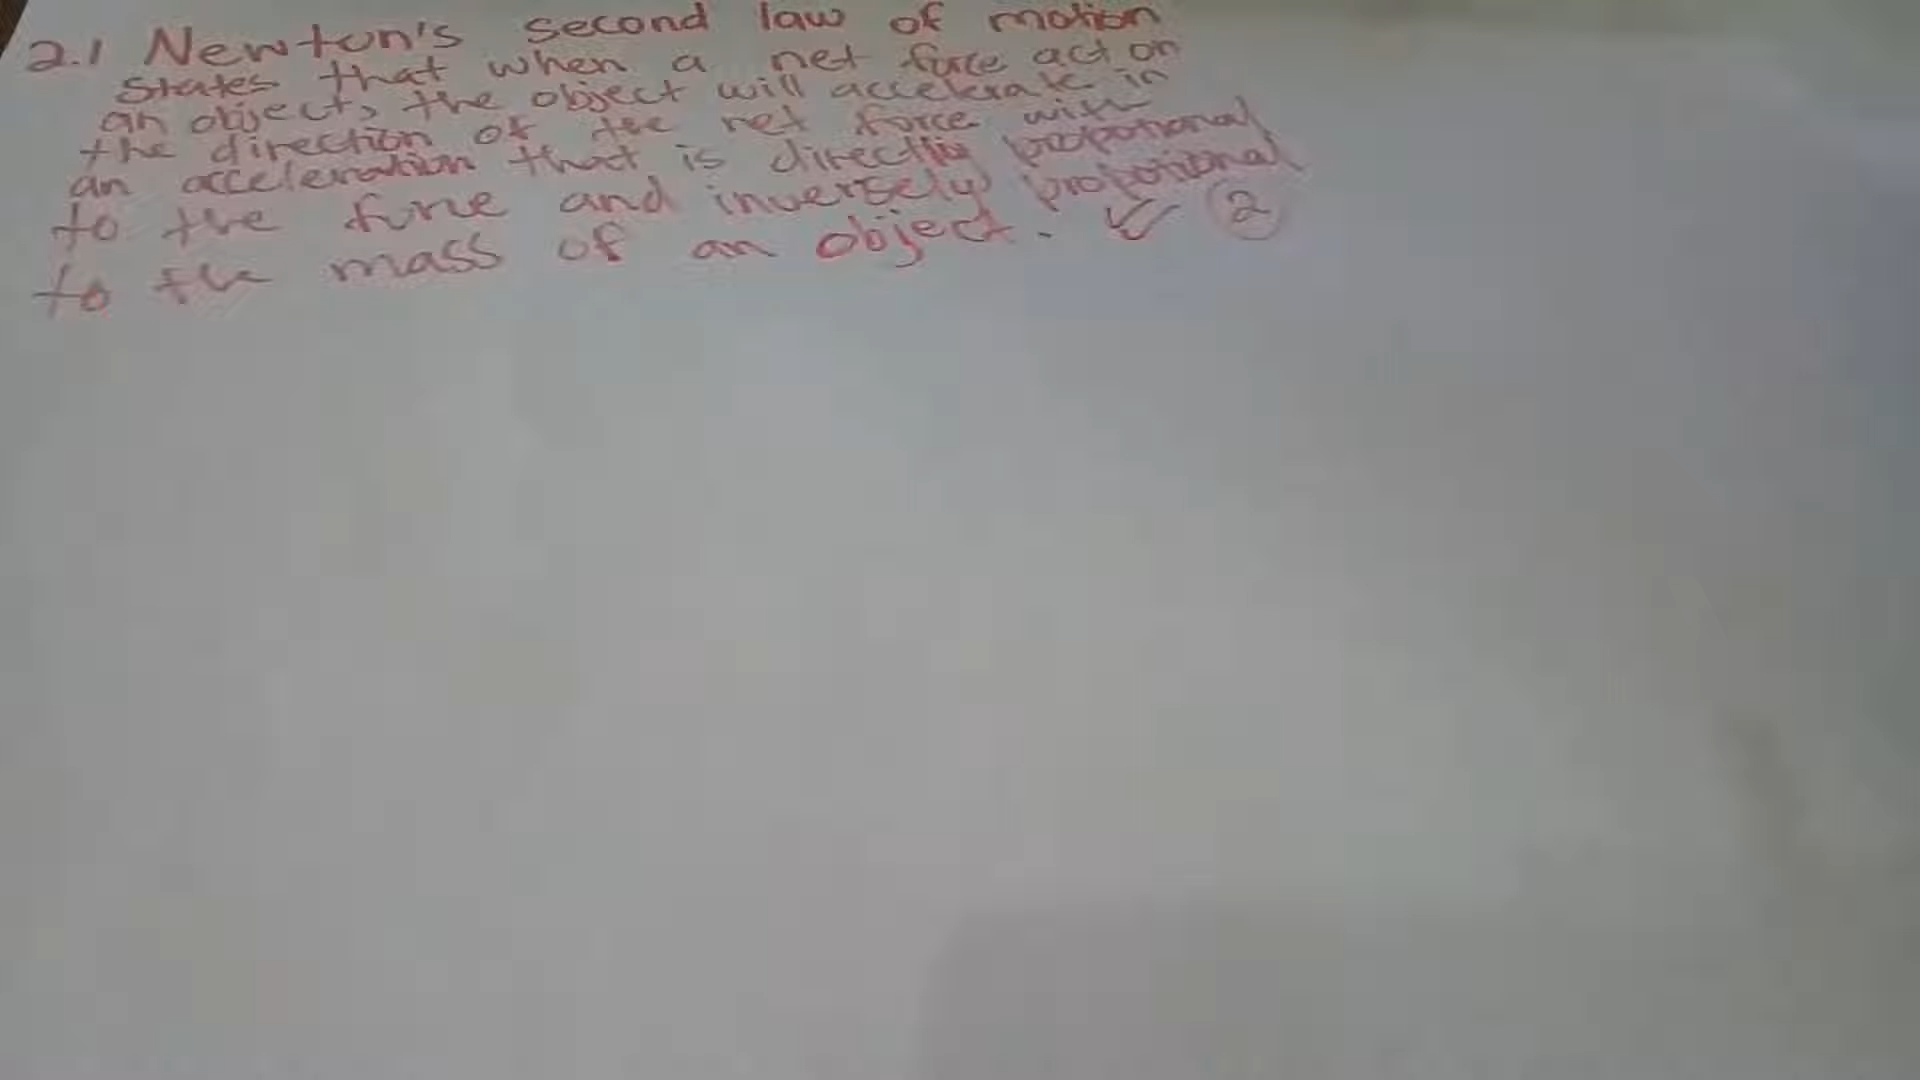 2.1 Newton's second law of motion
states that when a net force act on
an object, the object will accelerate in
the direction of the net force with
an acceleration that is directly propotional
to the force and inversely propotional
to the mass of an object. ✓✓ 2